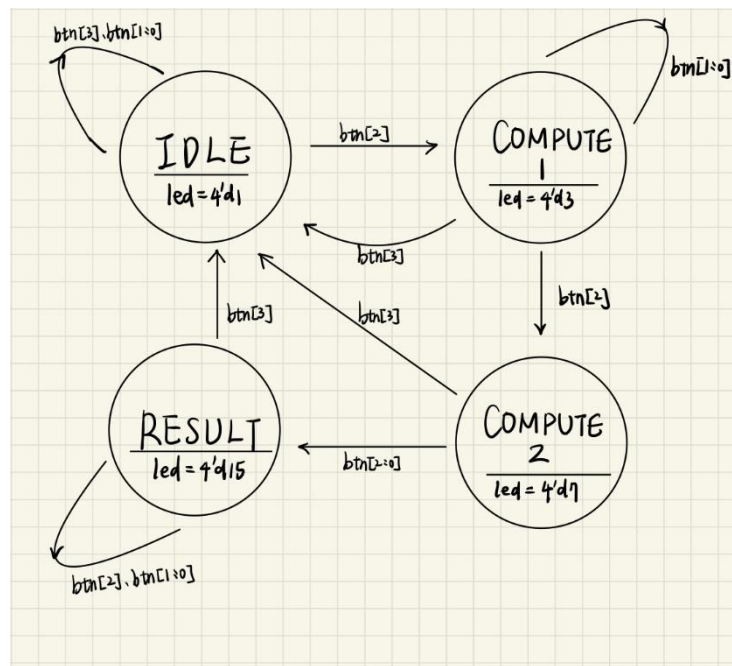 btn[3]、btn[1:0]
btn[1:0]
IDLE
led=4'd1
btn[2]
COMPUTE
1
led=4'd3
btn[3]
btn[2]
btn[3]
btn[3]
RESULT
led=4'd15
btn[2:0]
COMPUTE
2
led=4'd7
btn[2]、btn[1:0]